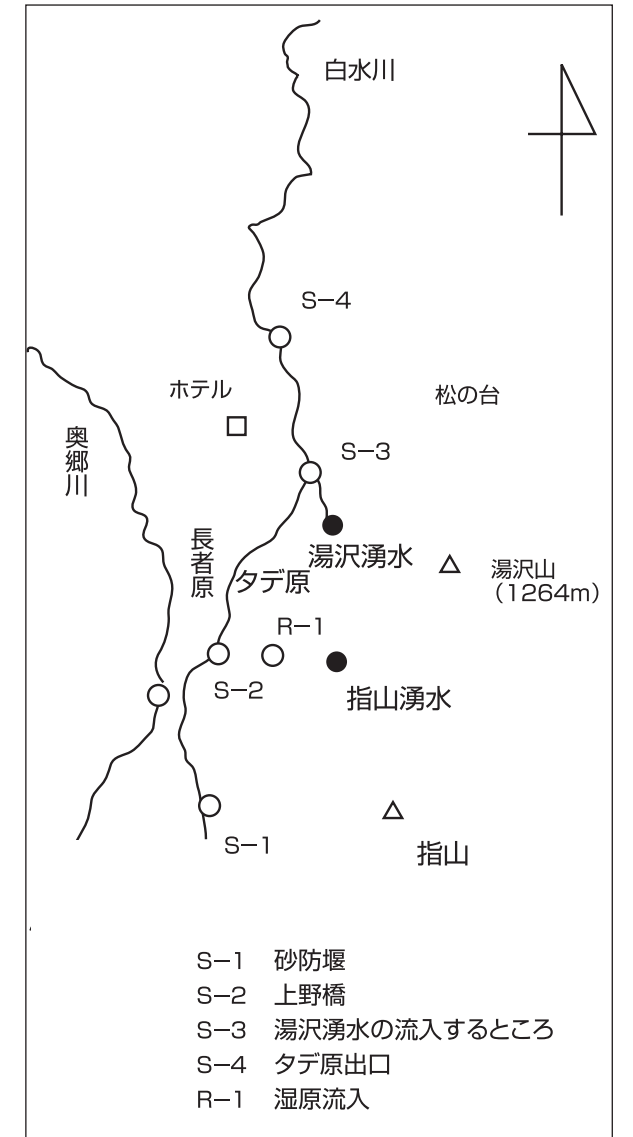 白水川
S-4
ホテル
松の台
奥郷川
S-3
長者原
湯沢湧水
タデ原
湯沢山
(1264m)
R-1
S-2
指山湧水
S-1
指山
S-1 砂防堰
S-2 上野橋
S-3 湯沢湧水の流入するところ
S-4 タデ原出口
R-1 湿原流入